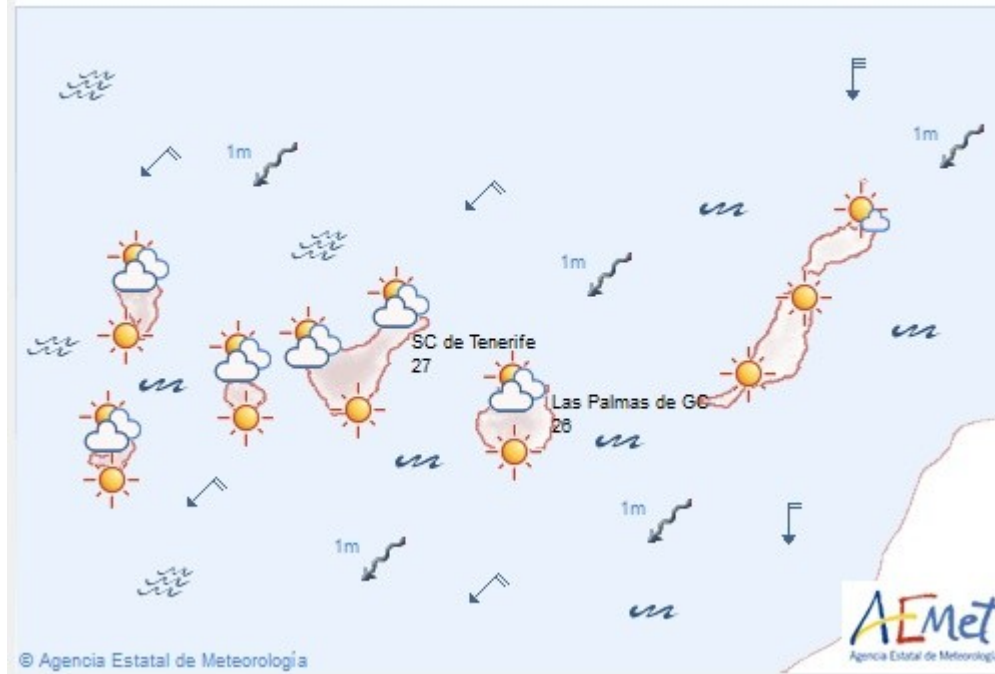 1m
1m
1m
SC de Tenerife
27
Las Palmas de GC
26
1m
1m
AEMet
Agencia Estatal de Meteorología
© Agencia Estatal de Meteorología